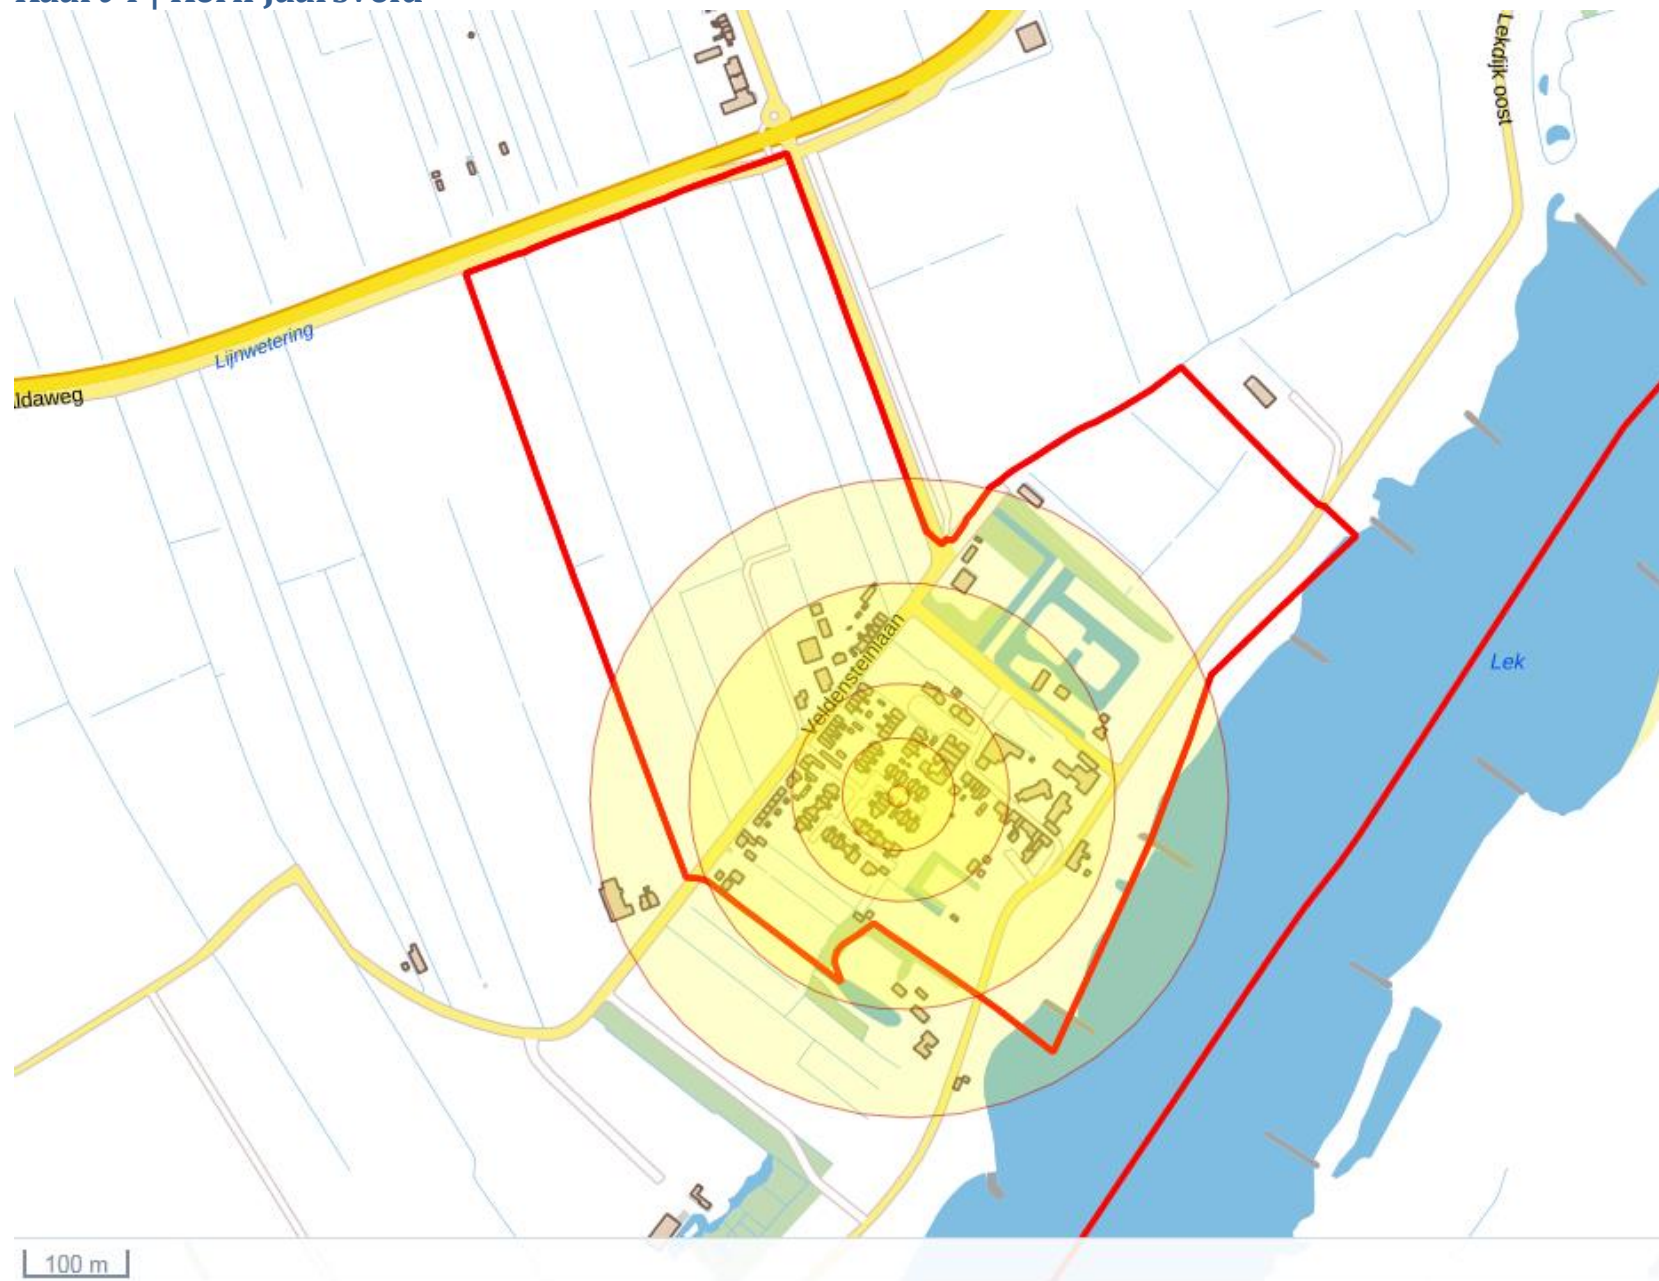 Lekdijk oost
Lijnwetering
ldaweg
Veldensteinlaan
Lek
100 m